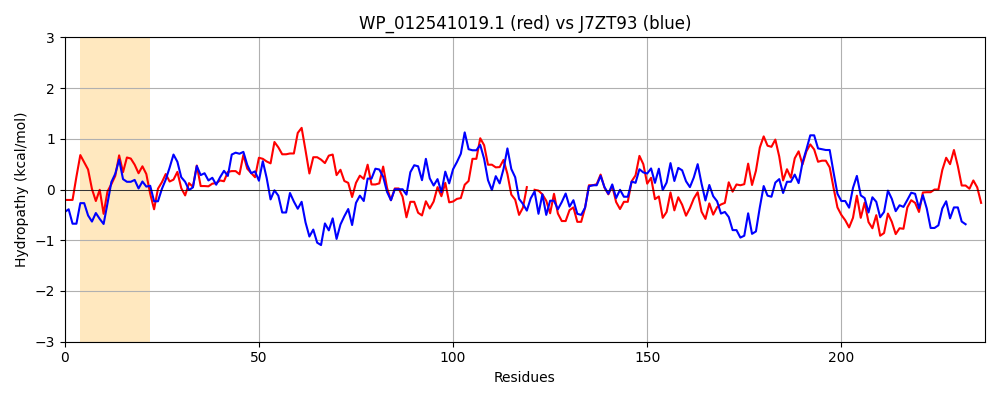 WP_012541019.1 (red) vs J7ZT93 (blue)
3
2
1
0
−1
−2
−3
Hydropathy (kcal/mol)
0 50 100 150 200
Residues